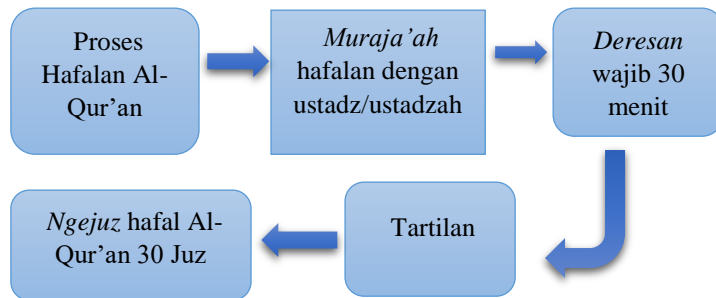 Proses
Hafalan Al-
Qur’an
Muraja’ah
hafalan dengan
ustadz/ustadzah
Deresan
wajib 30
menit
Tartilan
Ngejuz hafal Al-
Qur’an 30 Juz